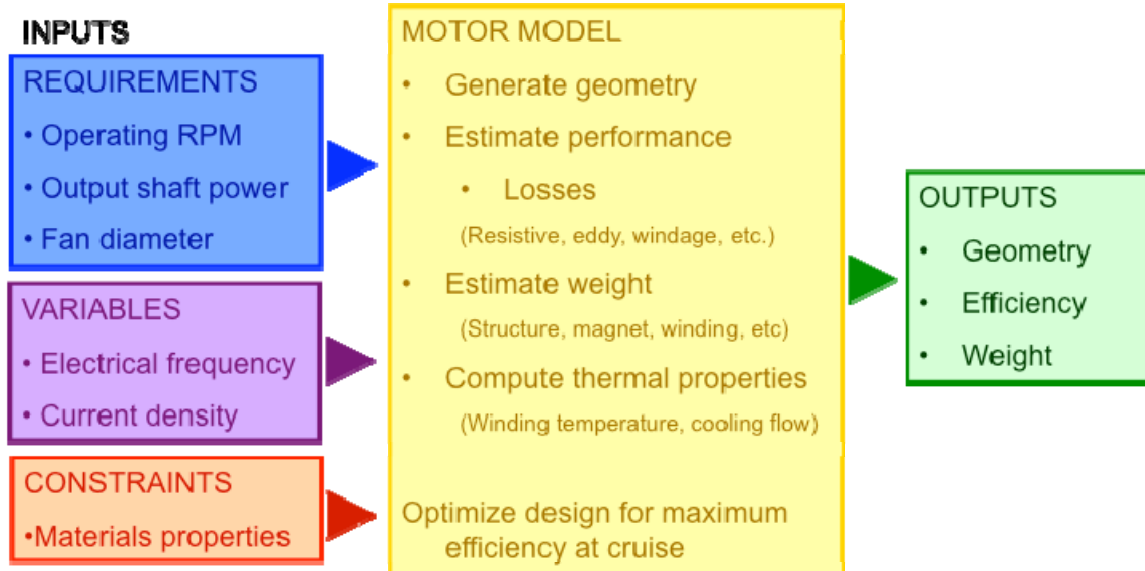 INPUTS
REQUIREMENTS
• Operating RPM
• Output shaft power
• Fan diameter
VARIABLES
• Electrical frequency
• Current density
CONSTRAINTS
•Materials properties
MOTOR MODEL
• Generate geometry
• Estimate performance
• Losses
(Resistive, eddy, windage, etc.)
• Estimate weight
(Structure, magnet, winding, etc)
• Compute thermal properties
(Winding temperature, cooling flow)
Optimize design for maximum
efficiency at cruise
OUTPUTS
• Geometry
• Efficiency
• Weight